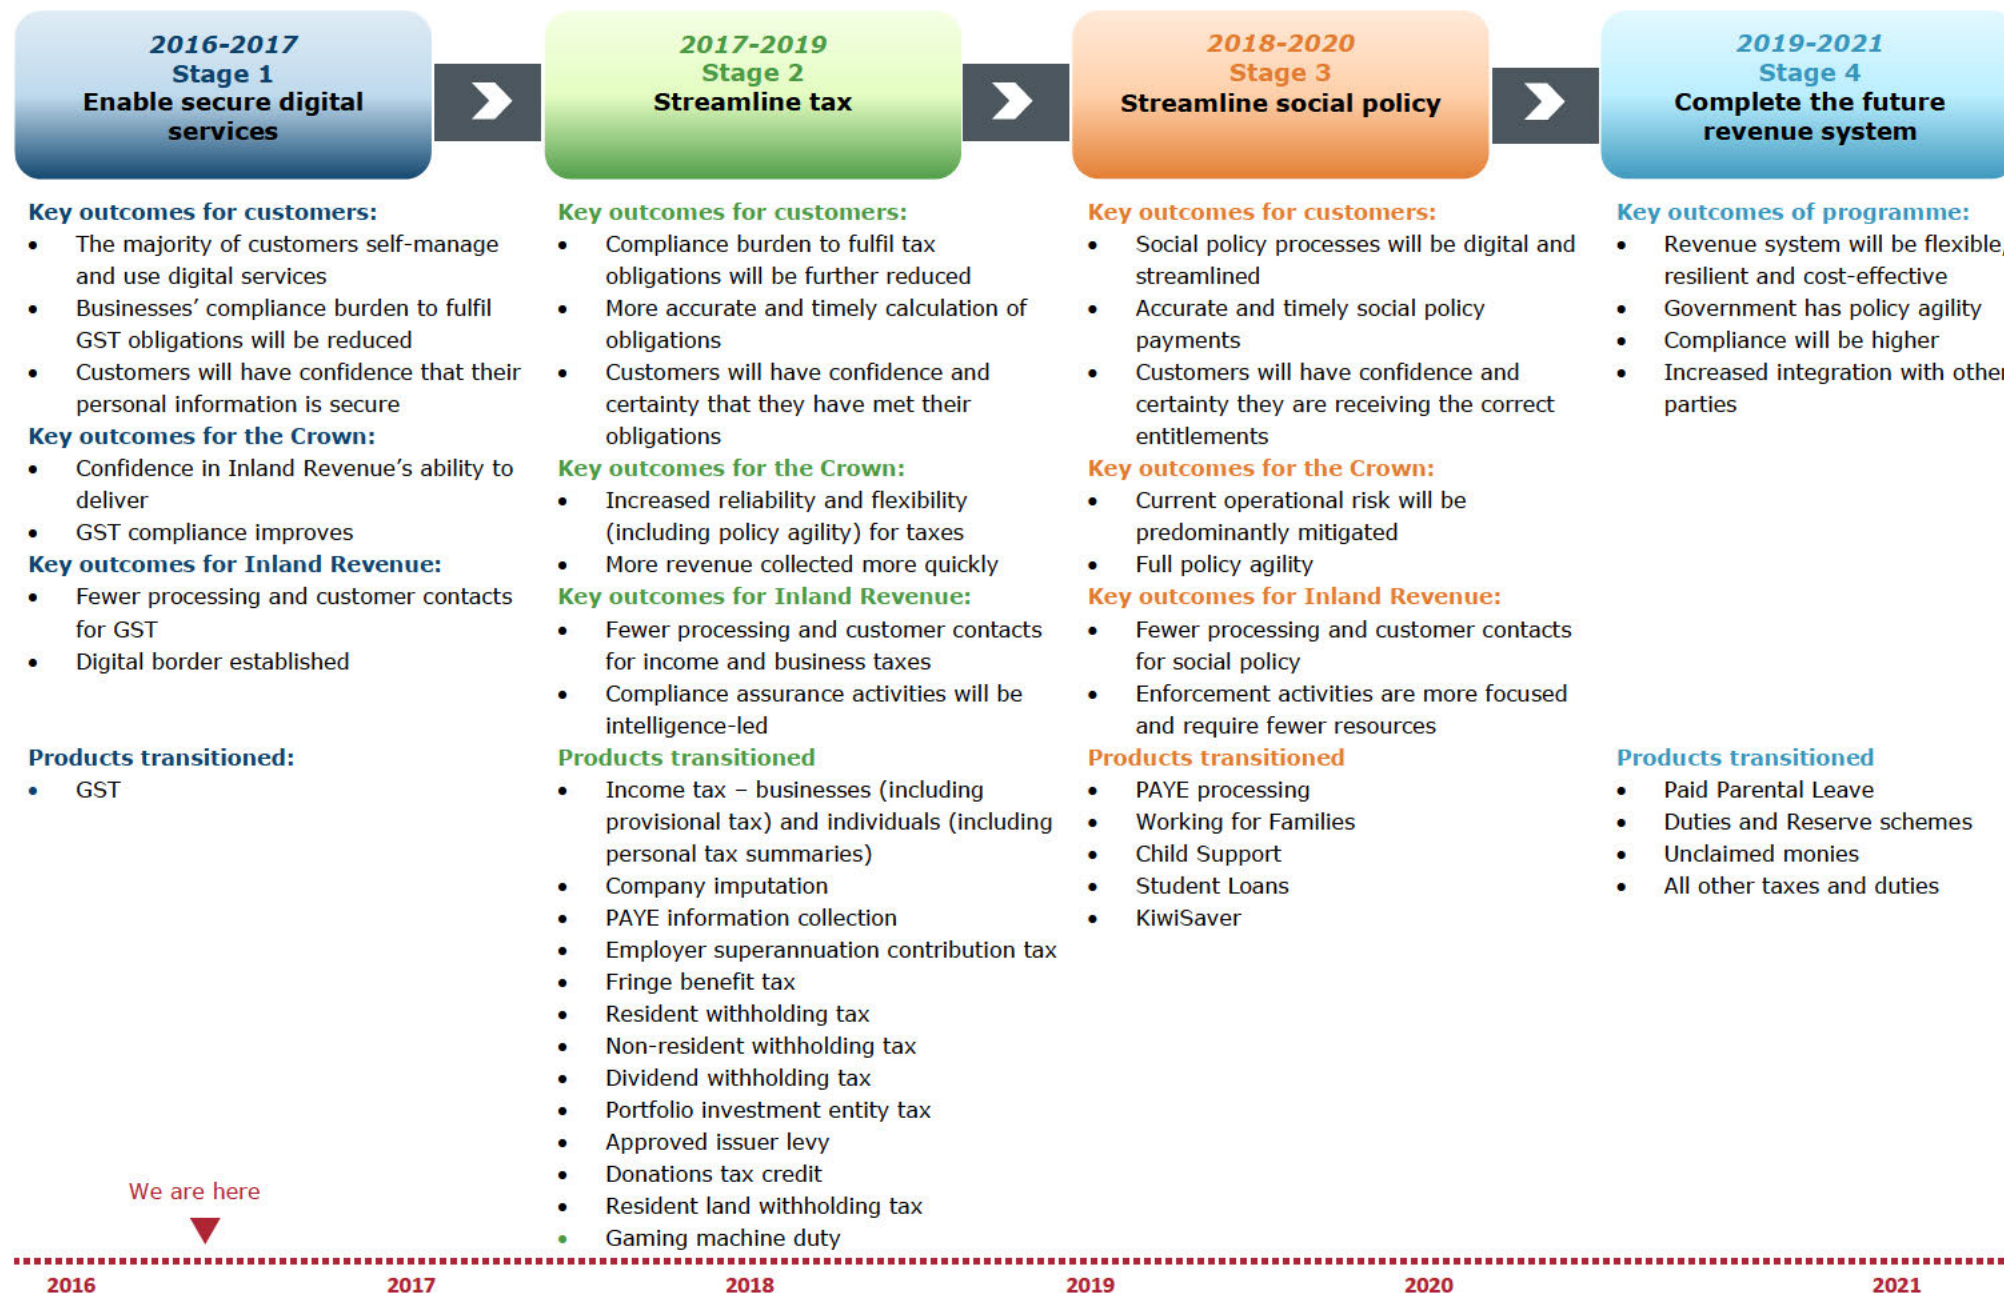 2016-2017
Stage 1
Enable secure digital
services
2017-2019
Stage 2
Streamline tax
2018-2020
Stage 3
Streamline social policy
2019-2021
Stage 4
Complete the future
revenue system
Key outcomes for customers:
• The majority of customers self-manage
and use digital services
• Businesses’ compliance burden to fulfil
GST obligations will be reduced
• Customers will have confidence that their
personal information is secure
Key outcomes for the Crown:
• Confidence in Inland Revenue’s ability to
deliver
• GST compliance improves
Key outcomes for Inland Revenue:
• Fewer processing and customer contacts
for GST
• Digital border established
Products transitioned:
• GST
Key outcomes for customers:
• Compliance burden to fulfil tax
obligations will be further reduced
• More accurate and timely calculation of
obligations
• Customers will have confidence and
certainty that they have met their
obligations
Key outcomes for the Crown:
• Increased reliability and flexibility
(including policy agility) for taxes
• More revenue collected more quickly
Key outcomes for Inland Revenue:
• Fewer processing and customer contacts
for income and business taxes
• Compliance assurance activities will be
intelligence-led
Products transitioned
• Income tax – businesses (including
provisional tax) and individuals (including
personal tax summaries)
• Company imputation
• PAYE information collection
• Employer superannuation contribution tax
• Fringe benefit tax
• Resident withholding tax
• Non-resident withholding tax
• Dividend withholding tax
• Portfolio investment entity tax
• Approved issuer levy
• Donations tax credit
• Resident land withholding tax
• Gaming machine duty
Key outcomes for customers:
• Social policy processes will be digital and
streamlined
• Accurate and timely social policy
payments
• Customers will have confidence and
certainty they are receiving the correct
entitlements
Key outcomes for the Crown:
• Current operational risk will be
predominantly mitigated
• Full policy agility
Key outcomes for Inland Revenue:
• Fewer processing and customer contacts
for social policy
• Enforcement activities are more focused
and require fewer resources
Products transitioned
• PAYE processing
• Working for Families
• Child Support
• Student Loans
• KiwiSaver
Key outcomes of programme:
• Revenue system will be flexible,
resilient and cost-effective
• Government has policy agility
• Compliance will be higher
• Increased integration with other
parties
Products transitioned
• Paid Parental Leave
• Duties and Reserve schemes
• Unclaimed monies
• All other taxes and duties
We are here
2016
2017
2018
2019
2020
2021